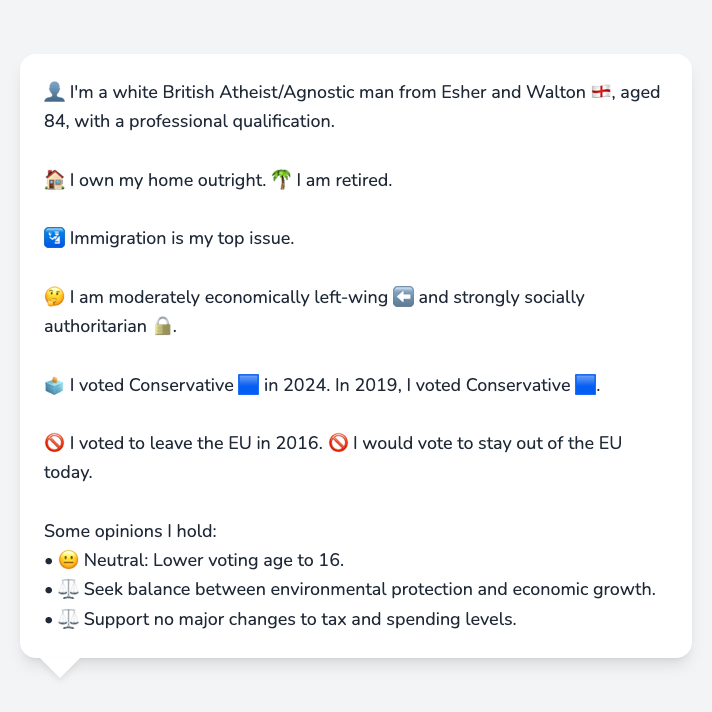 👤 I'm a white British Atheist/Agnostic man from Esher and Walton 🏴󠁧󠁢󠁥󠁮󠁧󠁿, aged
84, with a professional qualification.
🏠 I own my home outright. 🌴 I am retired.
🛂 Immigration is my top issue.
🤔 I am moderately economically left-wing ⬅️ and strongly socially
authoritarian 🔒.
🗳️ I voted Conservative 🟦 in 2024. In 2019, I voted Conservative 🟦.
🚫 I voted to leave the EU in 2016. 🚫 I would vote to stay out of the EU
today.
Some opinions I hold:
• 😐 Neutral: Lower voting age to 16.
• ⚖️ Seek balance between environmental protection and economic growth.
• ⚖️ Support no major changes to tax and spending levels.